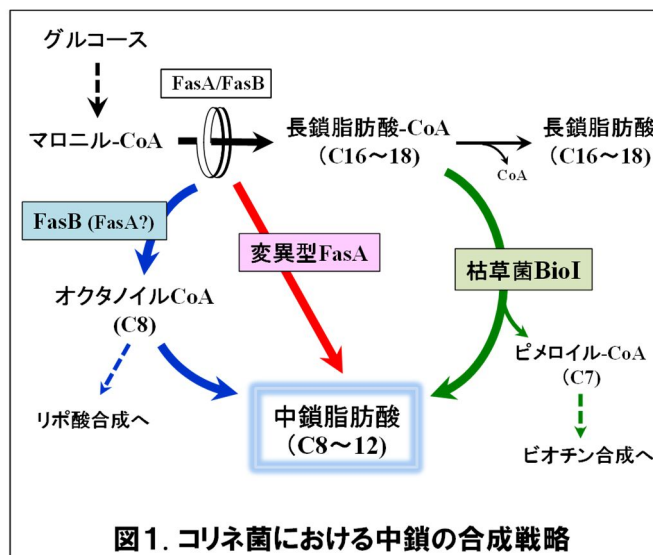 グルコース
FasA/FasB
マロニル-CoA
長鎖脂肪酸-CoA
（C16～18）
CoA
長鎖脂肪酸
（C16～18）
FasB (FasA?)
変異型FasA
枯草菌BioI
オクタノイルCoA
(C8)
ピメロイル-CoA
（C7）
リポ酸合成へ
中鎖脂肪酸
（C8～12）
ビオチン合成へ
図1. コリネ菌における中鎖の合成戦略